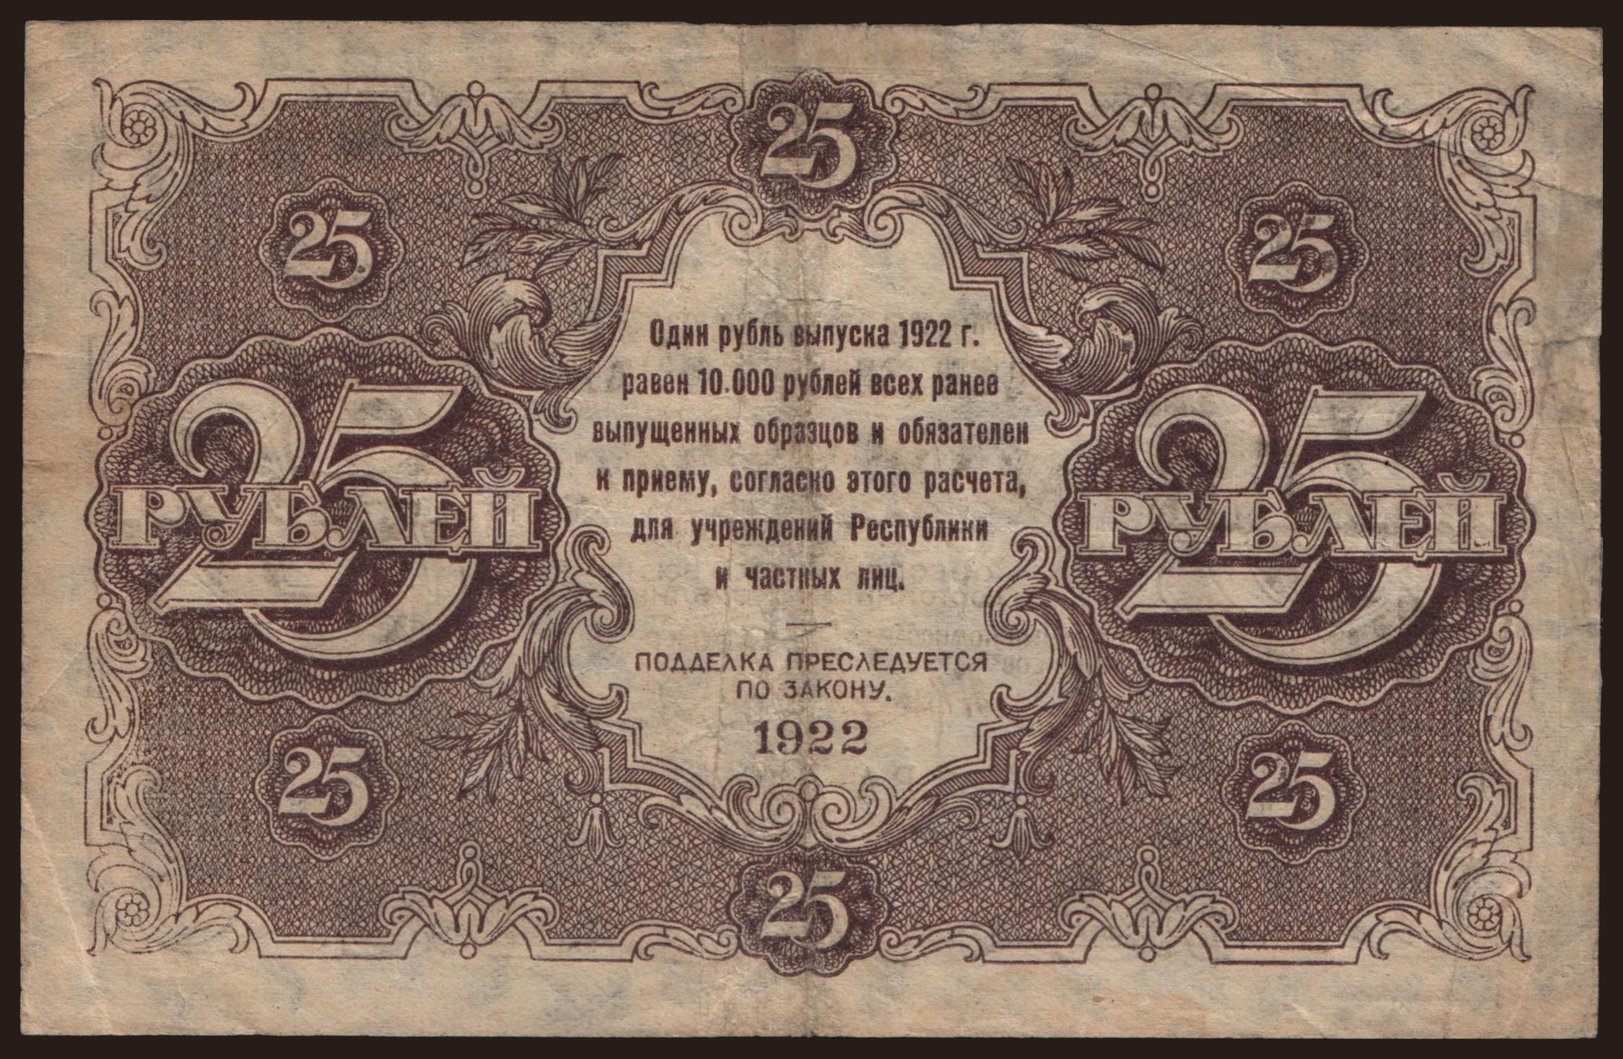 25
25
25
Один рубль выпуска 1922 г.
равен 10.000 рублей всех ранее
выпущенных образцов и обязателен
к приему, согласно этого расчета,
для учреждений Республики
и частных лиц.
25
РУБЛЕЙ
25
РУБЛЕЙ
ПОДДЕЛКА ПРЕСЛЕДУЕТСЯ
ПО ЗАКОНУ.
1922
25
25
25